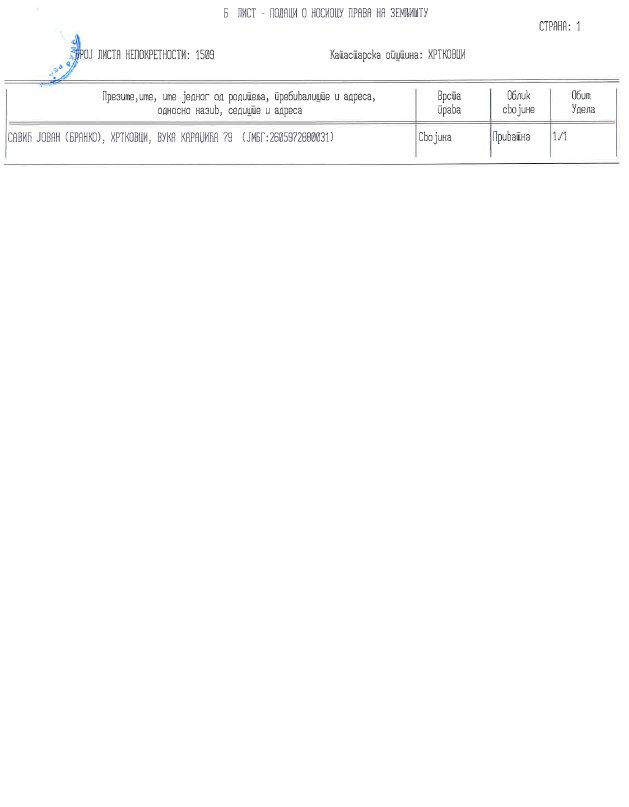 Б ЛИСТ - ПОДАЦИ О НОСИОЦУ ПРАВА НА ЗЕМЉИШТУ
СТРАНА: 1
БРОЈ ЛИСТА НЕПОКРЕТНОСТИ: 1509 Катастарска општина: ХРТКОВЦИ
Презиме,име, име једног од родитеља, пребивалиште и адреса, Врста Облик Обим
односно назив, седиште и адреса права својине Удела
САВИЋ ЈОВАН (БРАНКО), ХРТКОВЦИ, ВУКА КАРАЏИЋА 79 (ЈМБГ:2605972880031) Својина Приватна 1/1